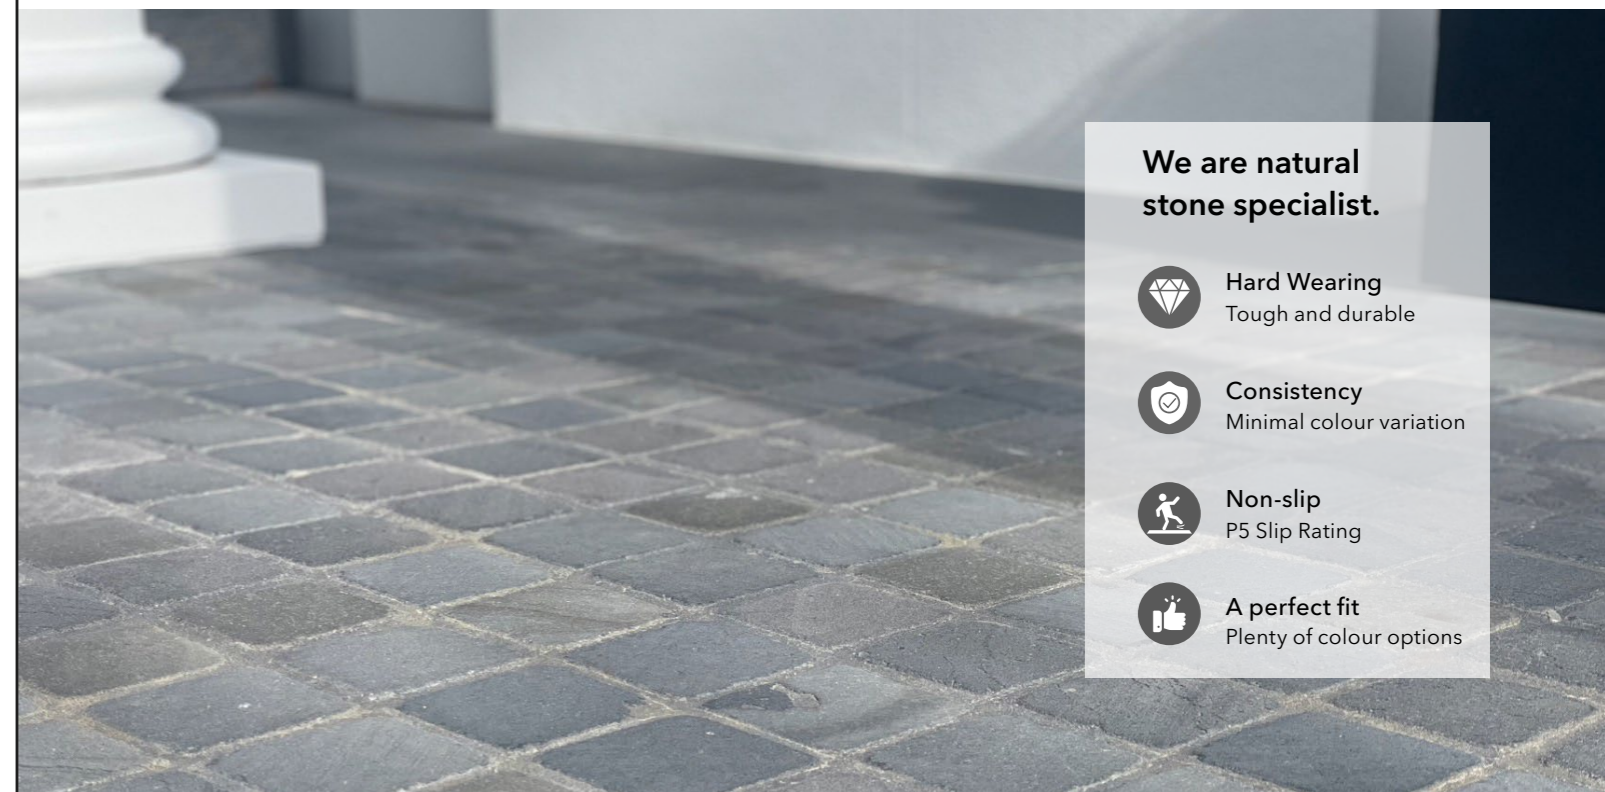 We are natural
stone specialist.
Hard Wearing
Tough and durable
Consistency
Minimal colour variation
Non-slip
P5 Slip Rating
A perfect fit
Plenty of colour options